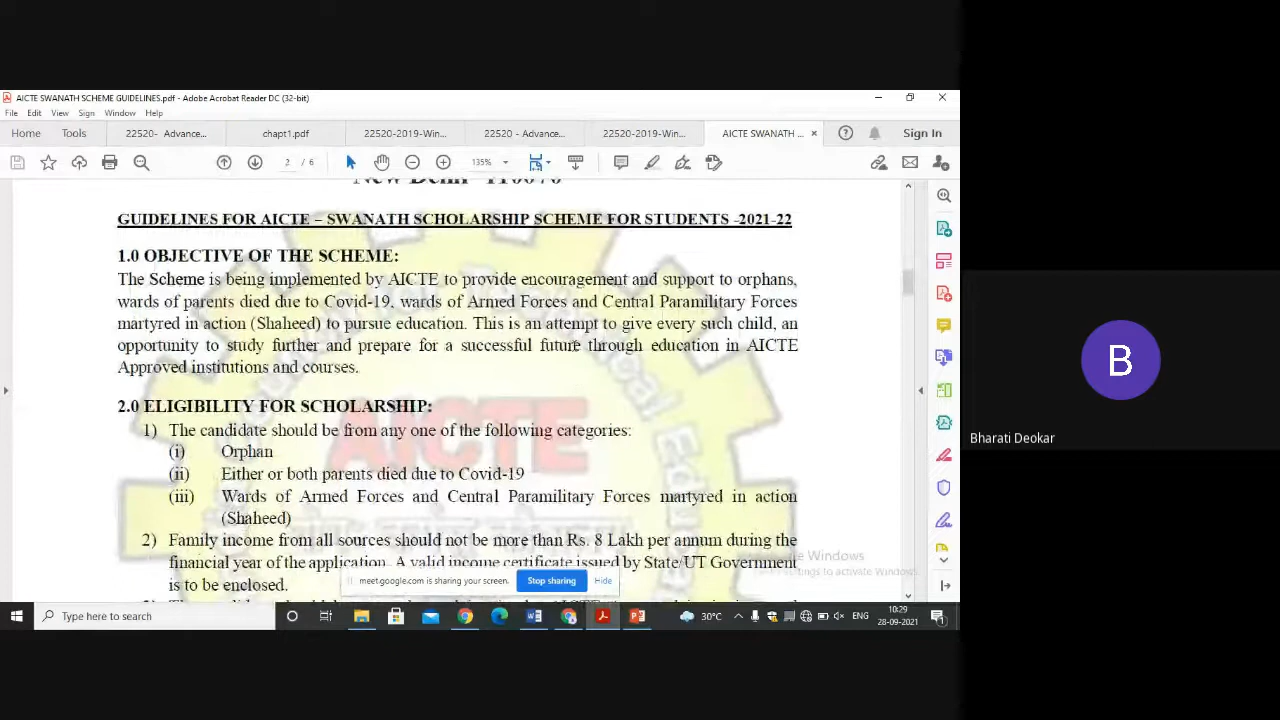 AICTE SWANATH SCHEME GUIDELINES.pdf - Adobe Acrobat Reader DC (32-bit)
File Edit View Sign Window Help
Home Tools 22520- Advance... chapt1.pdf 22520-2019-Win... 22520 - Advance... 22520-2019-Win... AICTE SWANATH ... × Sign In
2 / 6 135%
New Delhi -110070
GUIDELINES FOR AICTE – SWANATH SCHOLARSHIP SCHEME FOR STUDENTS -2021-22
1.0 OBJECTIVE OF THE SCHEME:
The Scheme is being implemented by AICTE to provide encouragement and support to orphans,
wards of parents died due to Covid-19, wards of Armed Forces and Central Paramilitary Forces
martyred in action (Shaheed) to pursue education. This is an attempt to give every such child, an
opportunity to study further and prepare for a successful future through education in AICTE
Approved institutions and courses.
2.0 ELIGIBILITY FOR SCHOLARSHIP:
1) The candidate should be from any one of the following categories:
(i) Orphan
(ii) Either or both parents died due to Covid-19
(iii) Wards of Armed Forces and Central Paramilitary Forces martyred in action
(Shaheed)
2) Family income from all sources should not be more than Rs. 8 Lakh per annum during the
financial year of the application. A valid income certificate issued by State/UT Government
is to be enclosed.
AICTE
Windows
to activate Windows.
meet.google.com is sharing your screen. Stop sharing Hide
Type here to search 30°C ENG 10:29
28-09-2021
B
Bharati Deokar